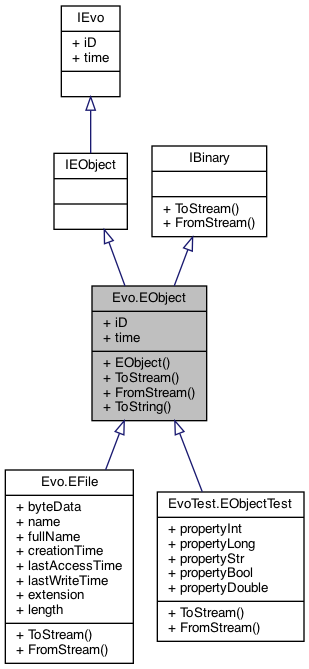 IEvo
+ iD
+ time
IEObject
IBinary
+ ToStream()
+ FromStream()
Evo.EObject
+ iD
+ time
+ EObject()
+ ToStream()
+ FromStream()
+ ToString()
Evo.EFile
+ byteData
+ name
+ fullName
+ creationTime
+ lastAccessTime
+ lastWriteTime
+ extension
+ length
+ ToStream()
+ FromStream()
EvoTest.EObjectTest
+ propertyInt
+ propertyLong
+ propertyStr
+ propertyBool
+ propertyDouble
+ ToStream()
+ FromStream()